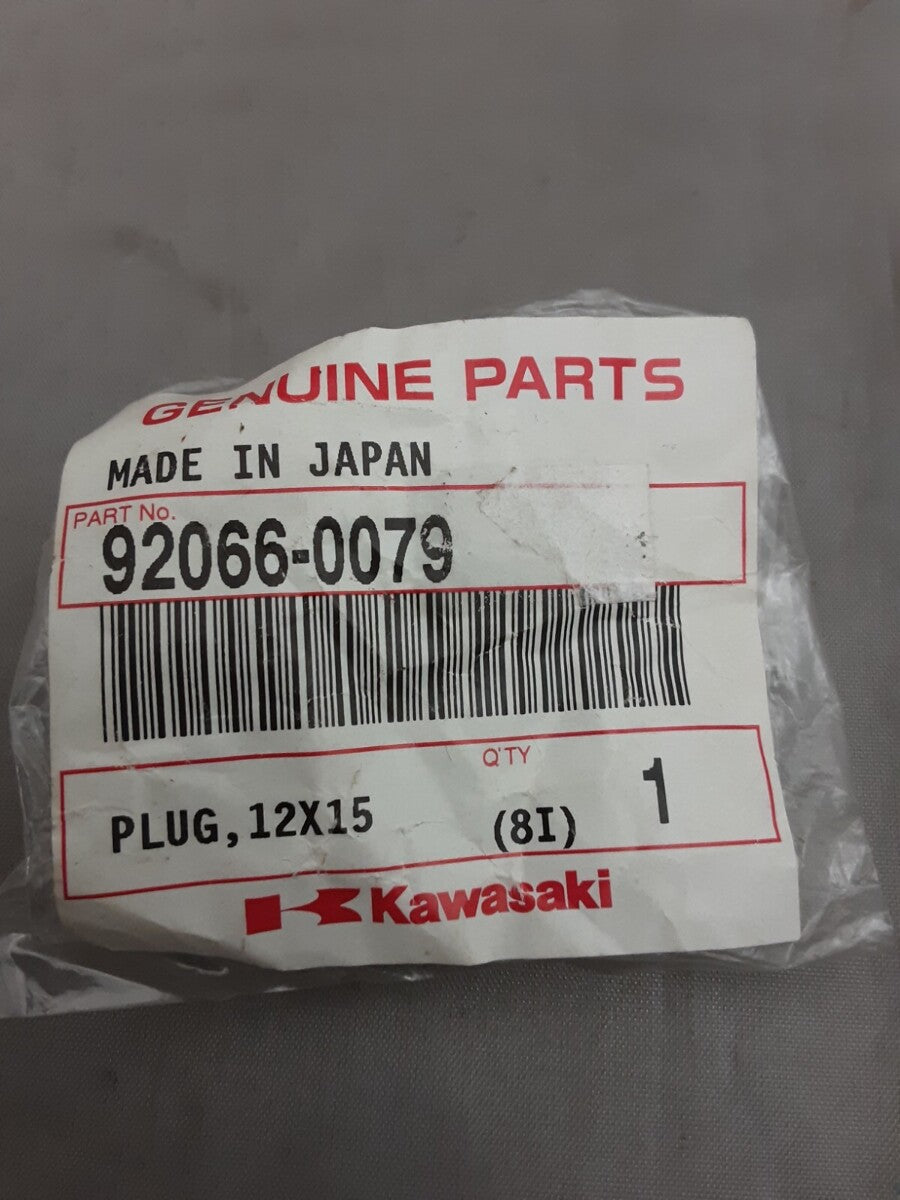 GENUINE PARTS
MADE IN JAPAN
PART No.
92066-0079
Q'TY
PLUG,12X15 (8I) 1
Kawasaki